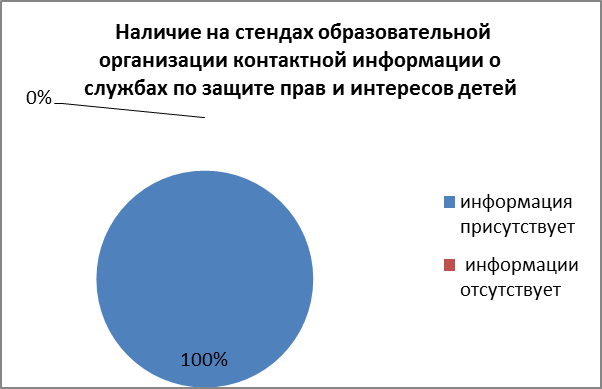 Наличие на стендах образовательной
организации контактной информации о
службах по защите прав и интересов детей
0%
информация
присутствует
информации
отсутствует
100%